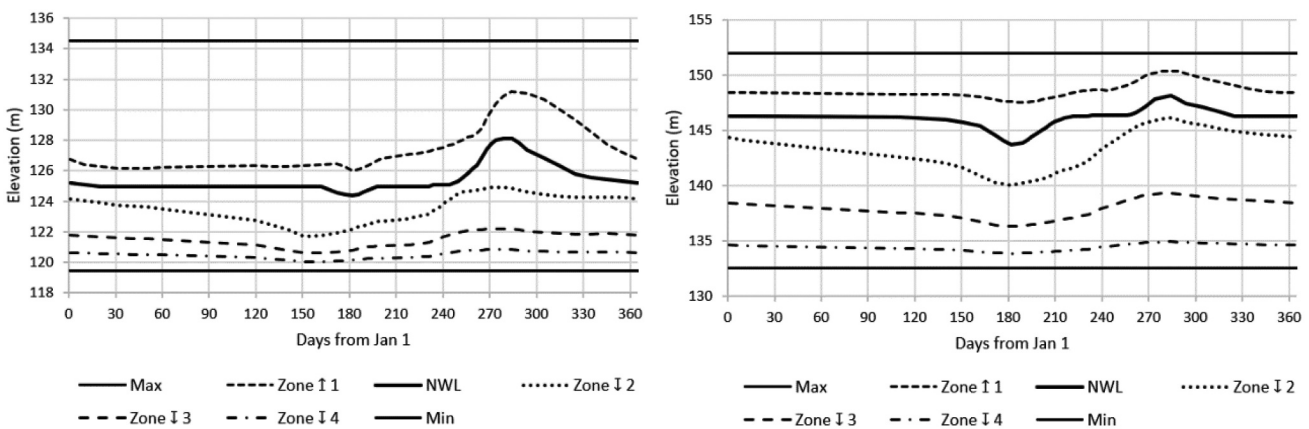 136
134
132
130
128
126
124
122
120
118
Elevation (m)
0 30 60 90 120 150 180 210 240 270 300 330 360
Days from Jan 1
Max Zone ↥ 1 NWL Zone ↧ 2
Zone ↧ 3 Zone ↧ 4 Min
155
150
145
140
135
130
Elevation (m)
0 30 60 90 120 150 180 210 240 270 300 330 360
Days from Jan 1
Max Zone ↥ 1 NWL Zone ↧ 2
Zone ↧ 3 Zone ↧ 4 Min